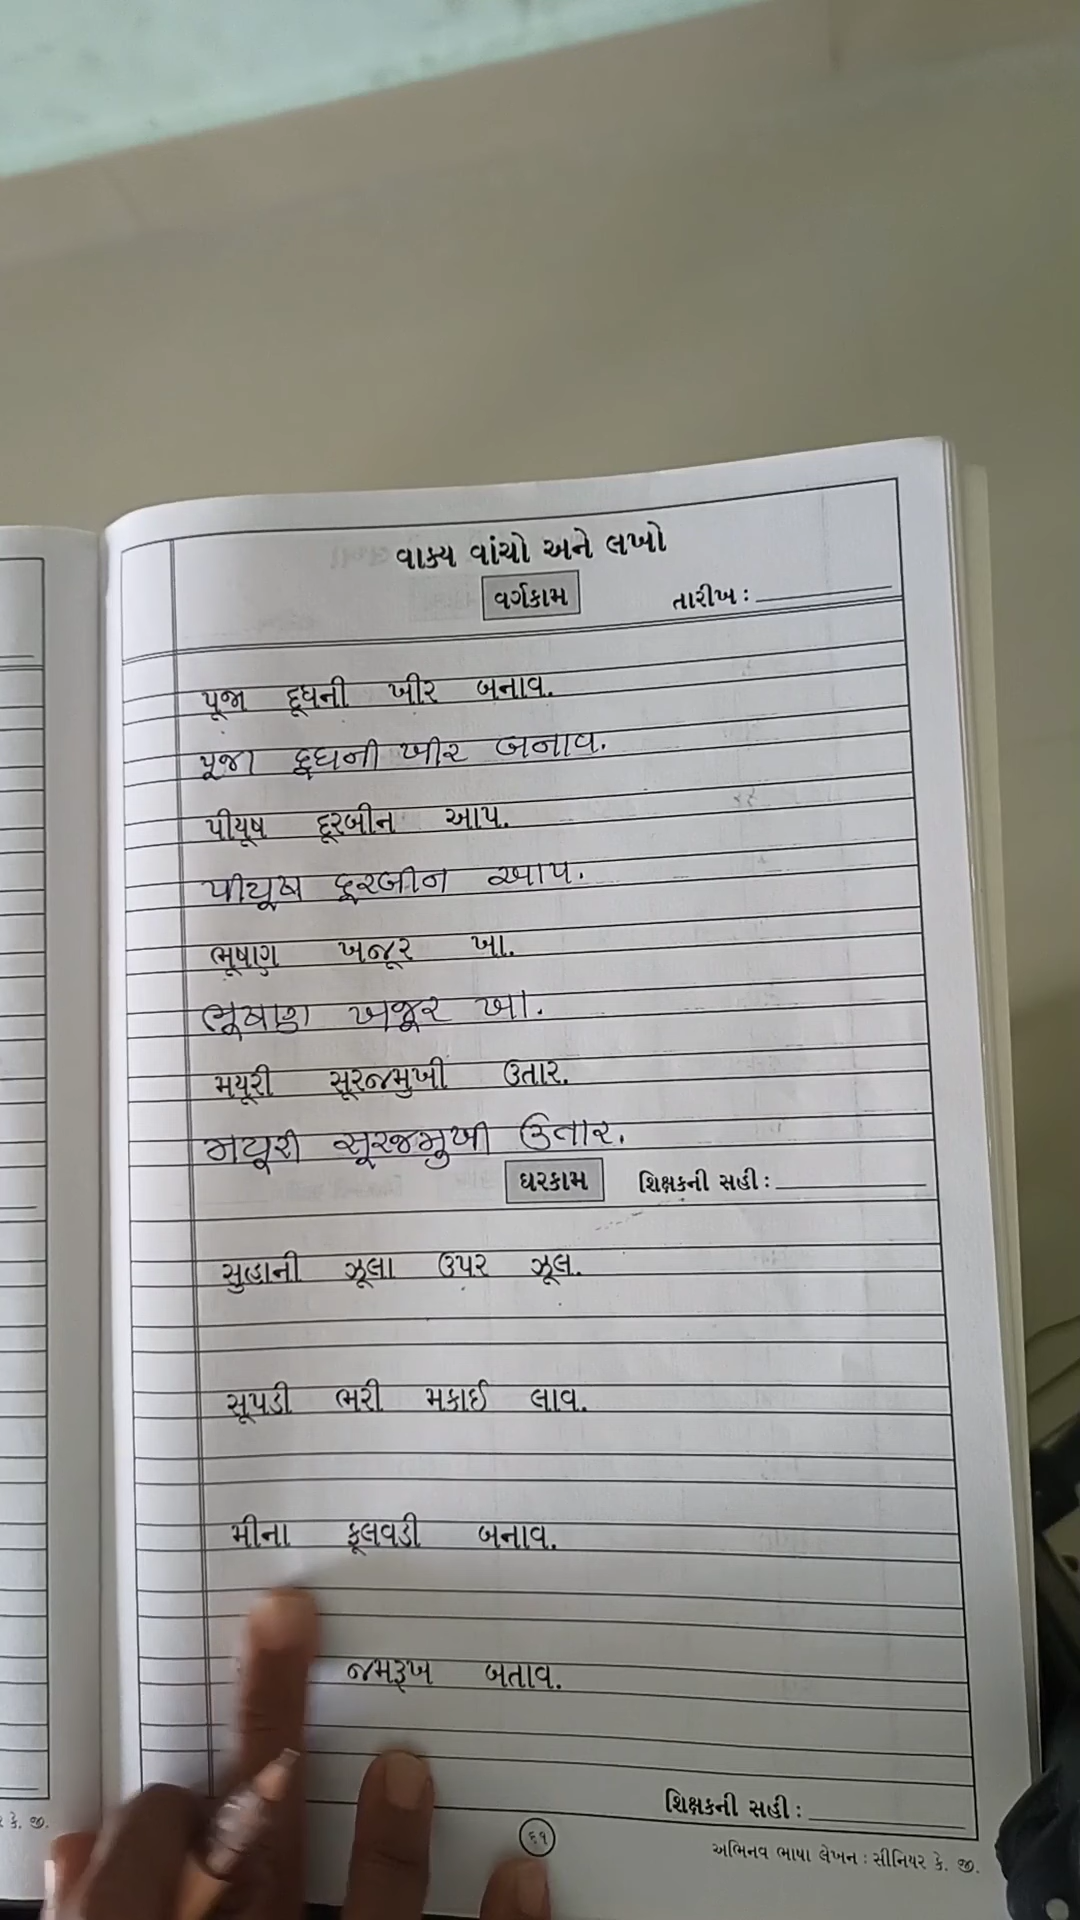 વાક્ય વાંચો અને લખો
વર્ગકામ તારીખ :
પૂજા દૂધની ખીર બનાવ.
પૂજા દૂધની ખીર બનાવ.
પીયૂષ દૂરબીન આપ.
પીયૂષ દૂરબીન આપ.
ભૂષણ ખજૂર ખા.
ભૂષણ ખજૂર ખા.
મયૂરી સૂરજમુખી ઉતાર.
મયૂરી સૂરજમુખી ઉતાર.
ઘરકામ શિક્ષકની સહી :
સુહાની ઝૂલા ઉપર ઝૂલ.
સૂપડી ભરી મકાઈ લાવ.
મીના ફૂલવડી બનાવ.
જમરૂખ બતાવ.
શિક્ષકની સહી :
૬૧
અભિનવ ભાષા લેખન : સીનિયર કે. જી.
કે. જી.